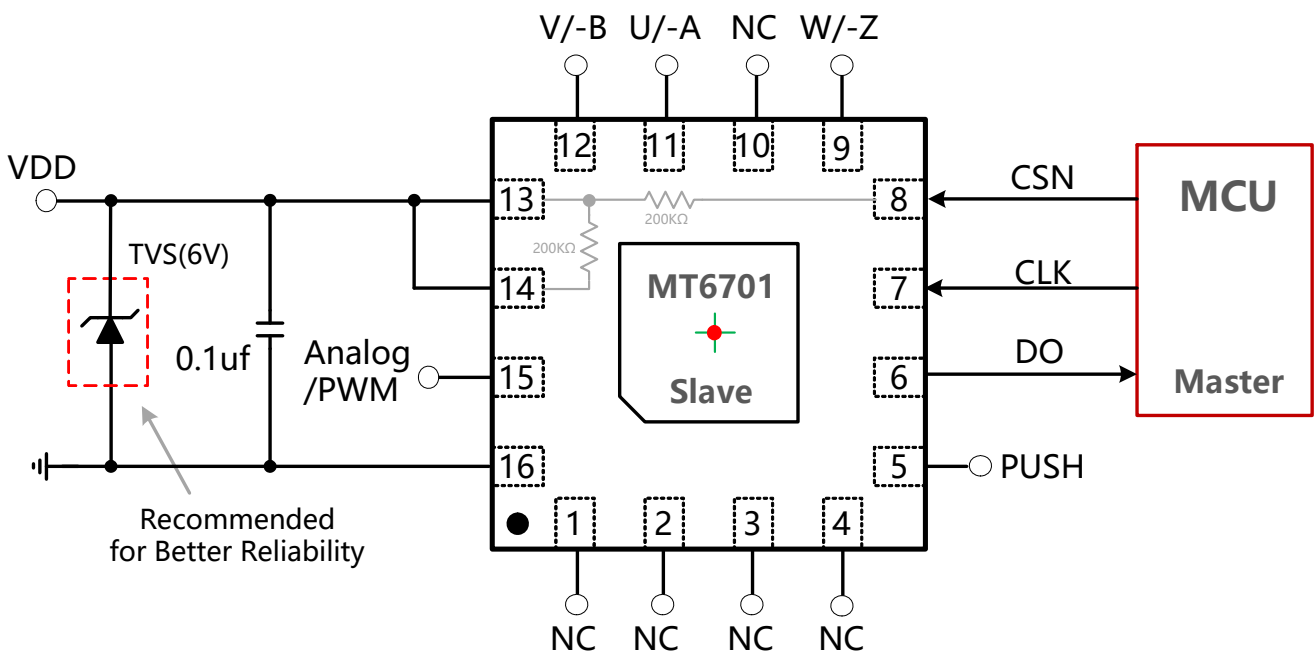 V/-B U/-A NC W/-Z
12 11 10 9
VDD
13
200KΩ
8
CSN
MCU
TVS(6V)
200KΩ
14
MT6701
7
CLK
0.1uf
Analog
/PWM
15
Slave
6
DO
Master
16
5
PUSH
Recommended
for Better Reliability
1 2 3 4
NC NC NC NC